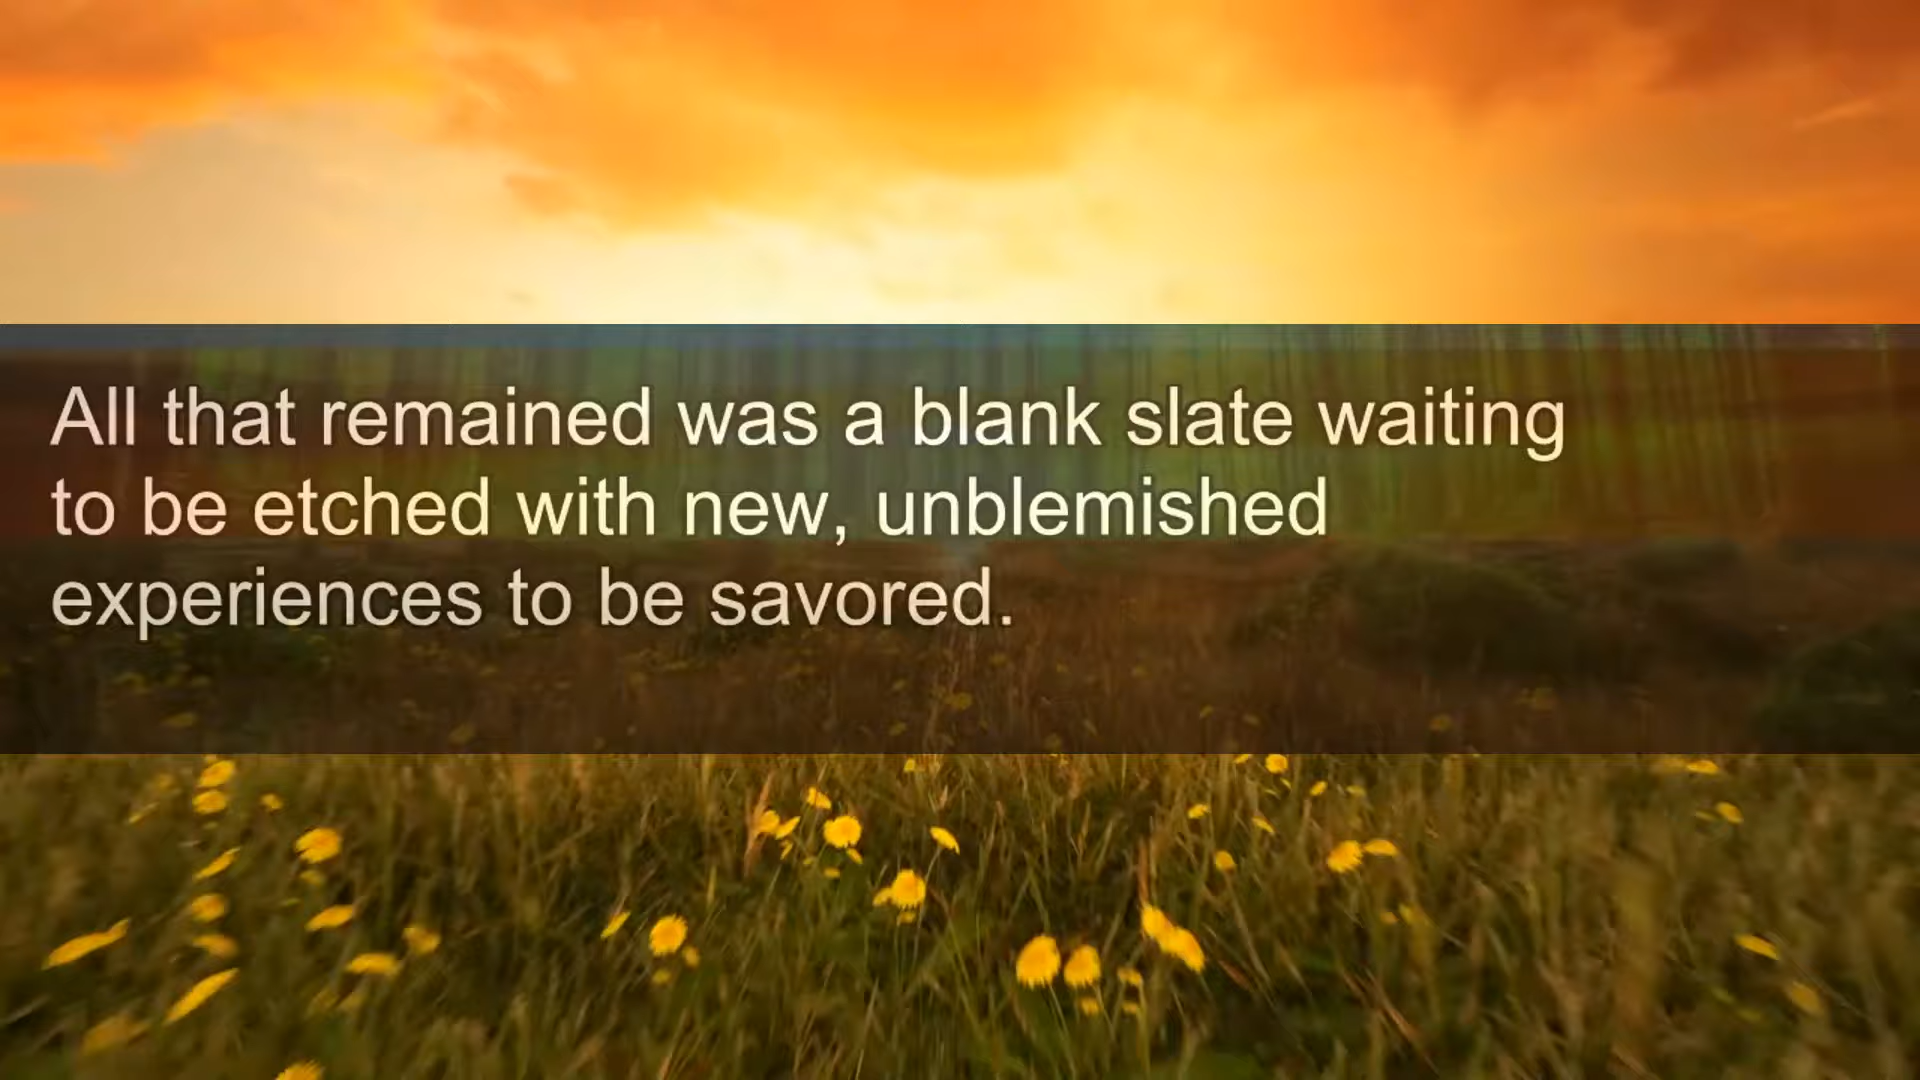 All that remained was a blank slate waiting
to be etched with new, unblemished
experiences to be savored.